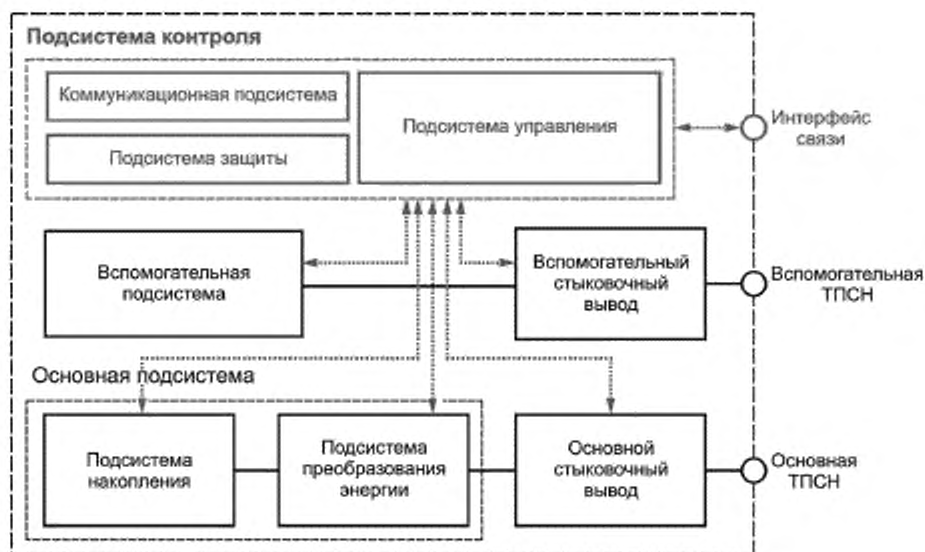 Подсистема контроля
Коммуникационная подсистема
Подсистема защиты
Подсистема управления
Интерфейс
связи
Вспомогательная
подсистема
Вспомогательный
стыковочный
вывод
Вспомогательная
ТПСН
Основная подсистема
Подсистема
накопления
Подсистема
преобразования
энергии
Основной
стыковочный
вывод
Основная
ТПСН